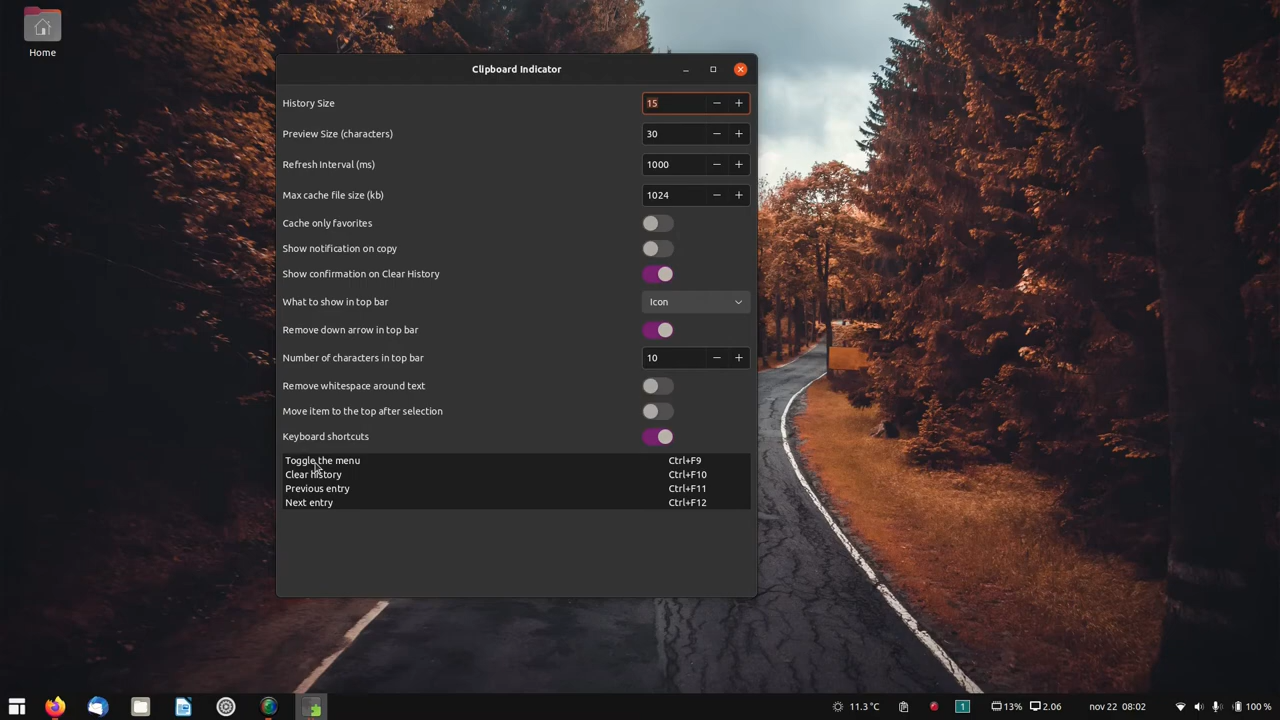 Home
Clipboard Indicator
History Size 15
Preview Size (characters) 30
Refresh Interval (ms) 1000
Max cache file size (kb) 1024
Cache only favorites
Show notification on copy
Show confirmation on Clear History
What to show in top bar Icon
Remove down arrow in top bar
Number of characters in top bar 10
Remove whitespace around text
Move item to the top after selection
Keyboard shortcuts
Toggle the menu Ctrl+F9
Clear history Ctrl+F10
Previous entry Ctrl+F11
Next entry Ctrl+F12
11.3 °C 1 13% 2.06 nov 22 08:02 100 %